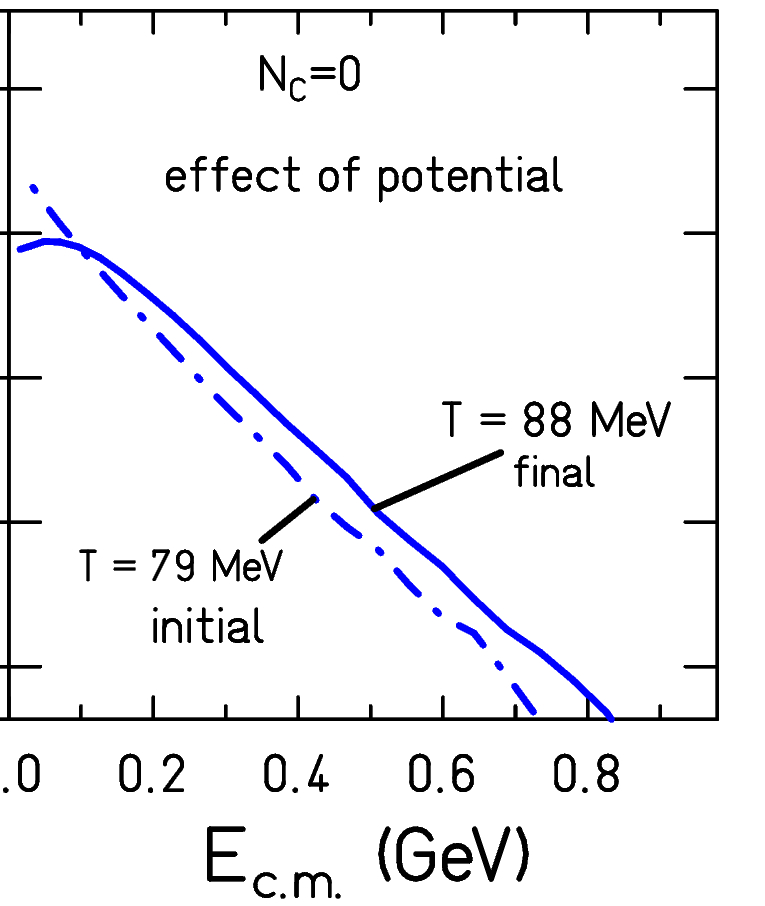 N_C=0
effect of potential
T = 88 MeV
final
T = 79 MeV
initial
.0 0.2 0.4 0.6 0.8
E_c.m. (GeV)